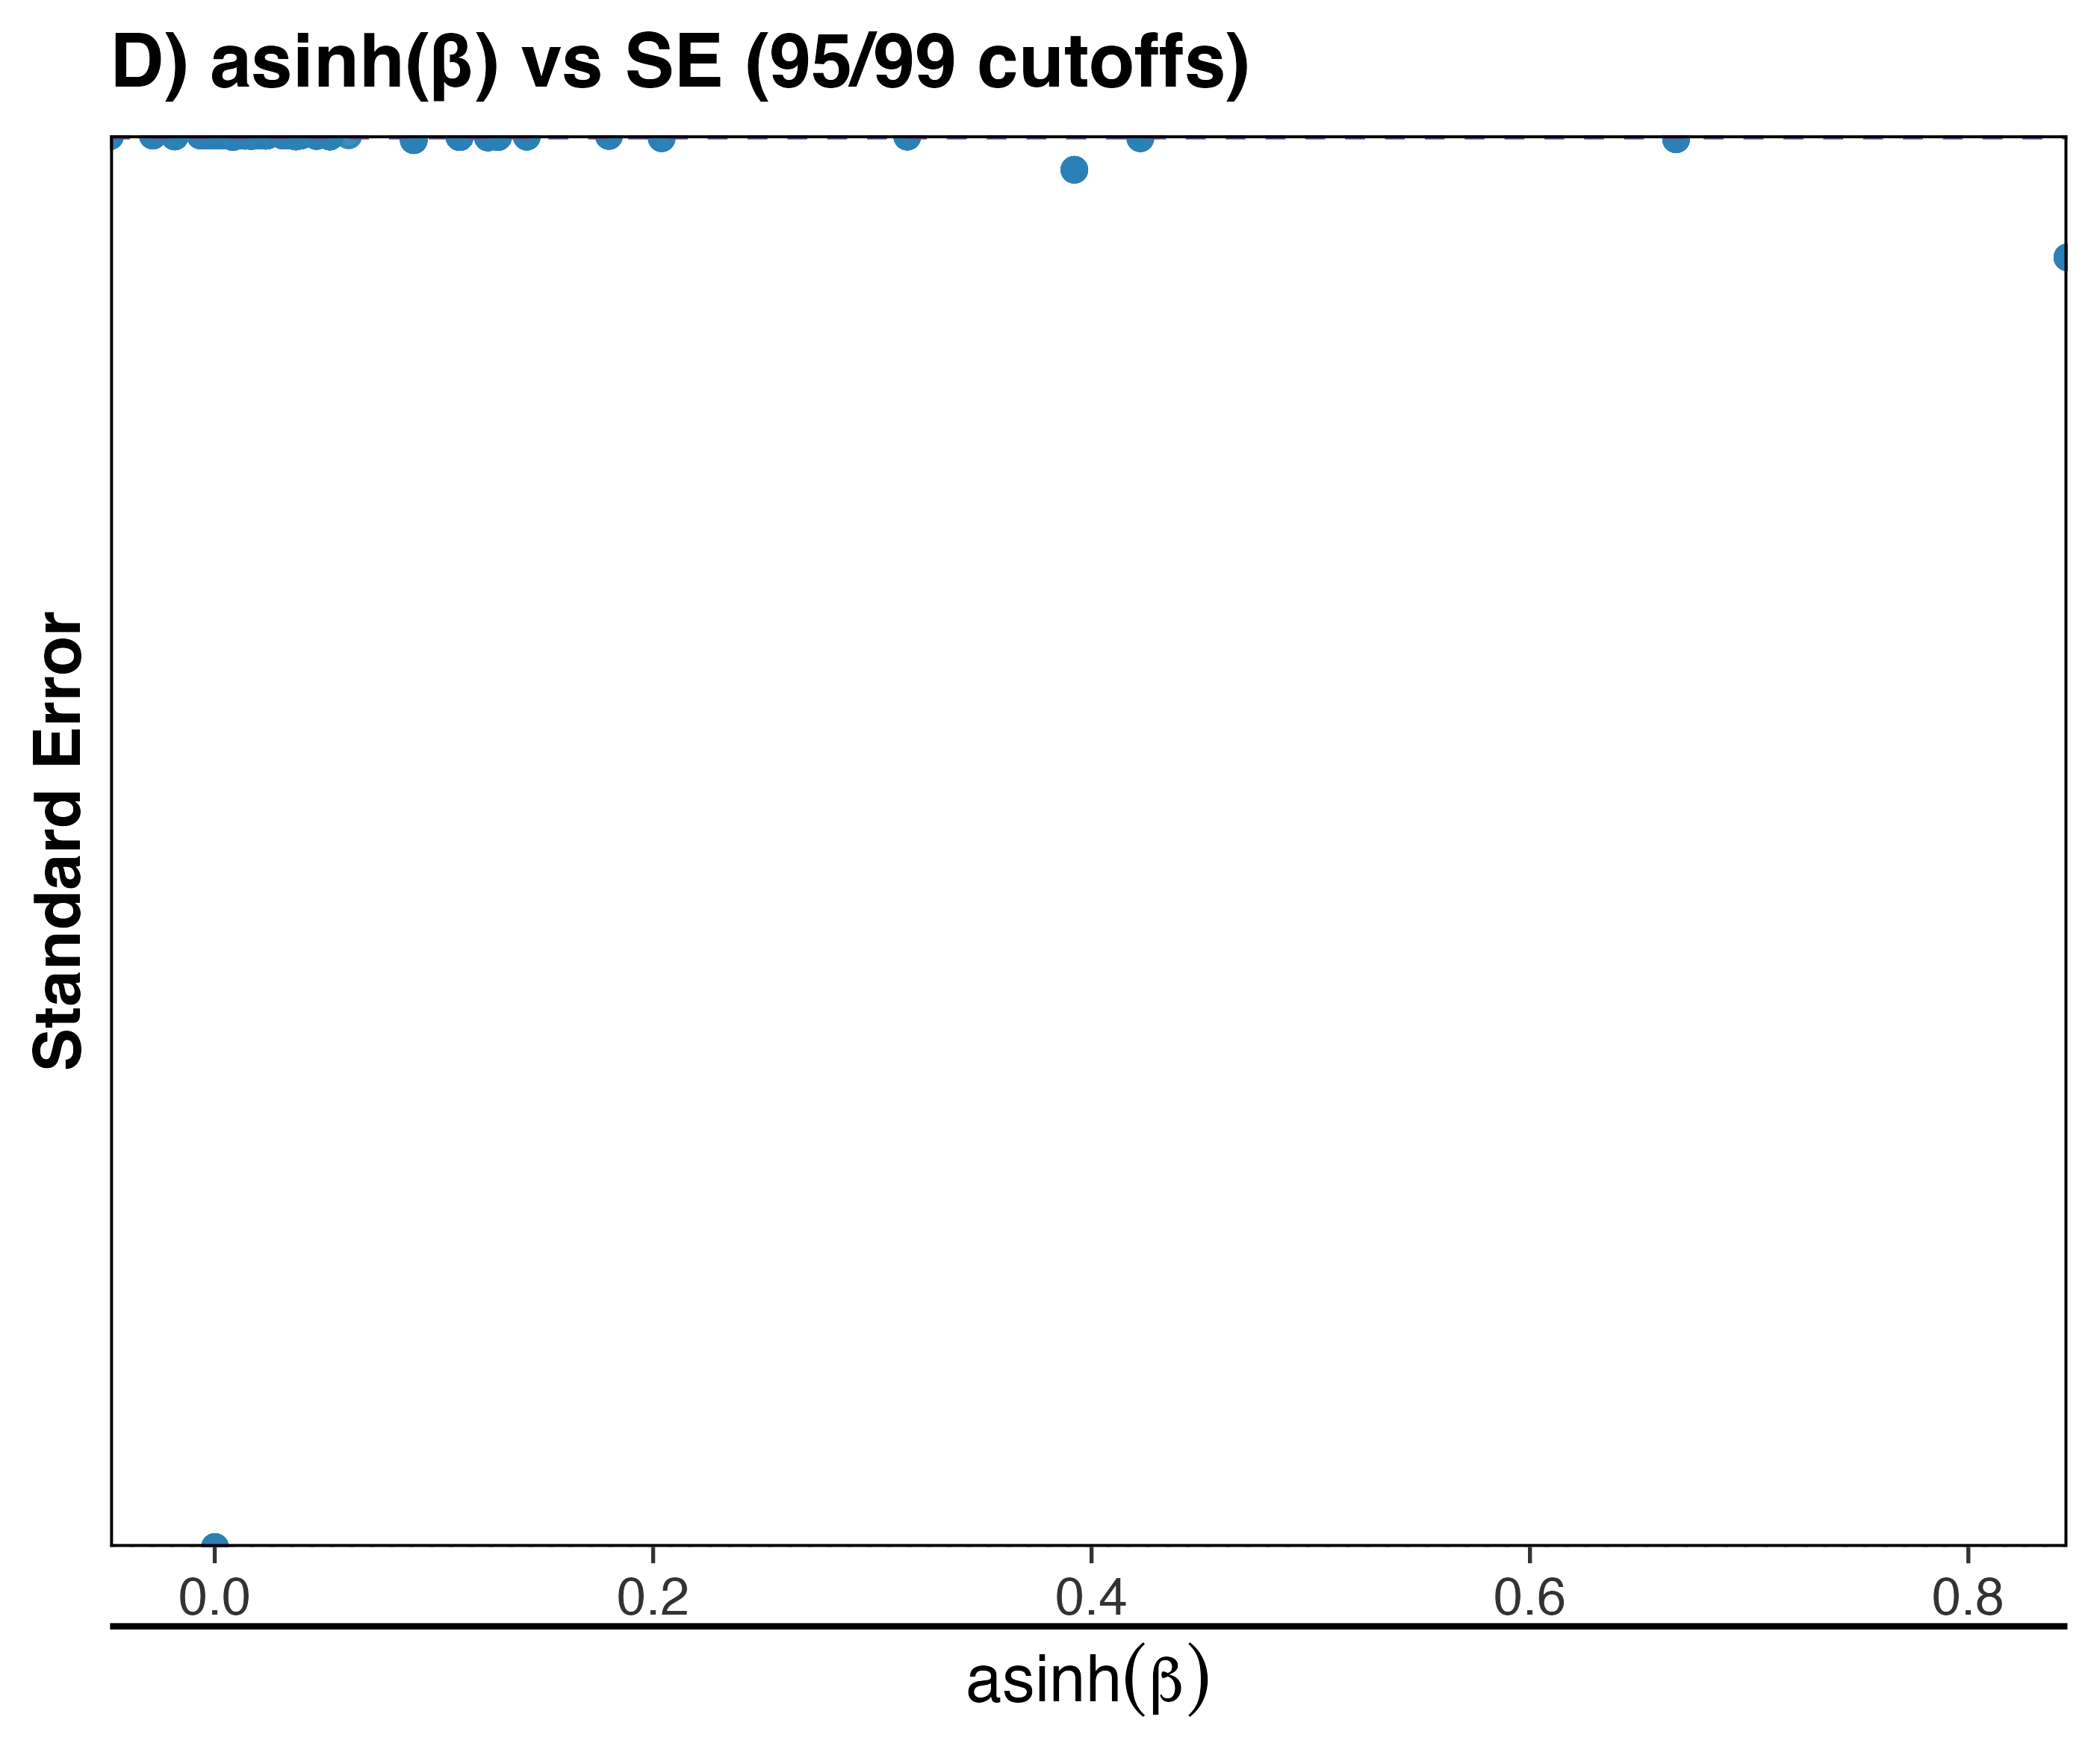 D) asinh(β) vs SE (95/99 cutoffs)
Standard Error
0.0 0.2 0.4 0.6 0.8
asinh(β)